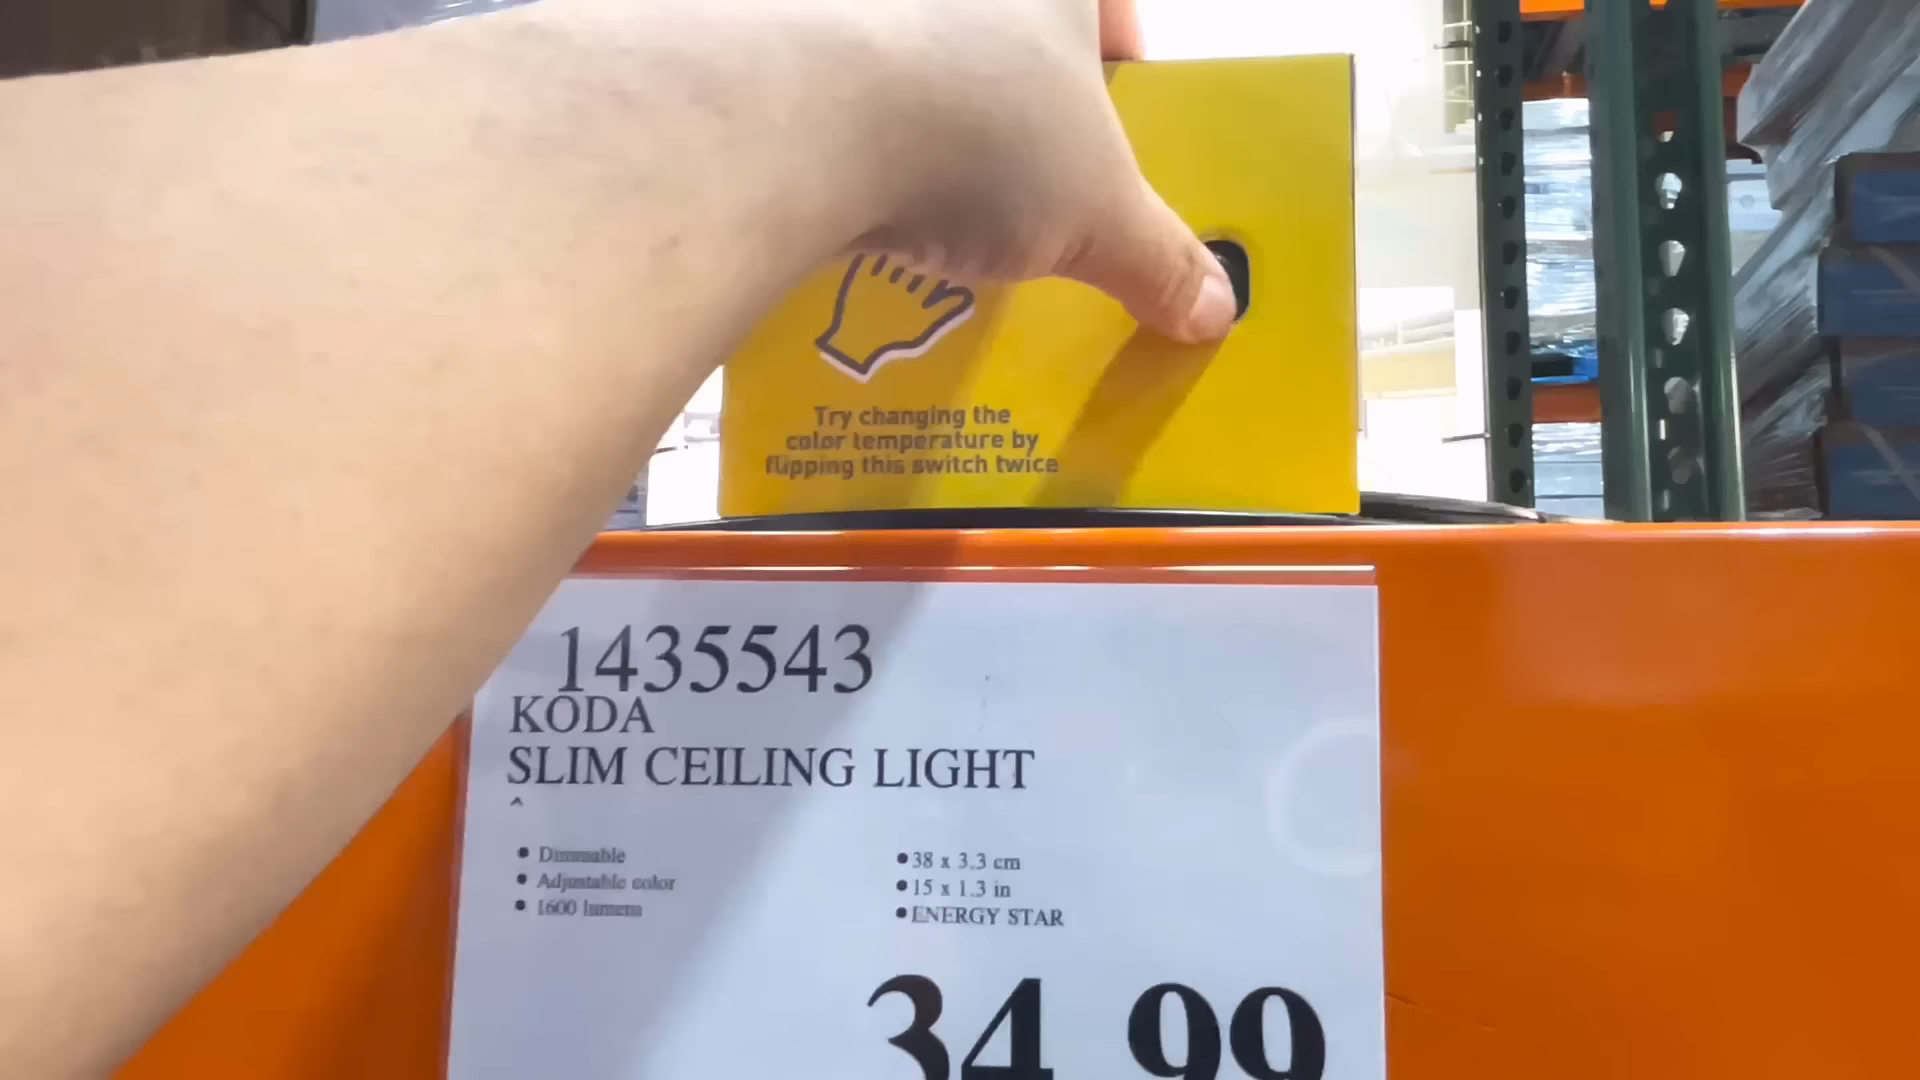 Try changing the
color temperature by
flipping this switch twice
1435543
KODA
SLIM CEILING LIGHT
^
• Dimmable
• Adjustable color
• 1600 lumens
• 38 x 3.3 cm
• 15 x 1.3 in
• ENERGY STAR
34.99